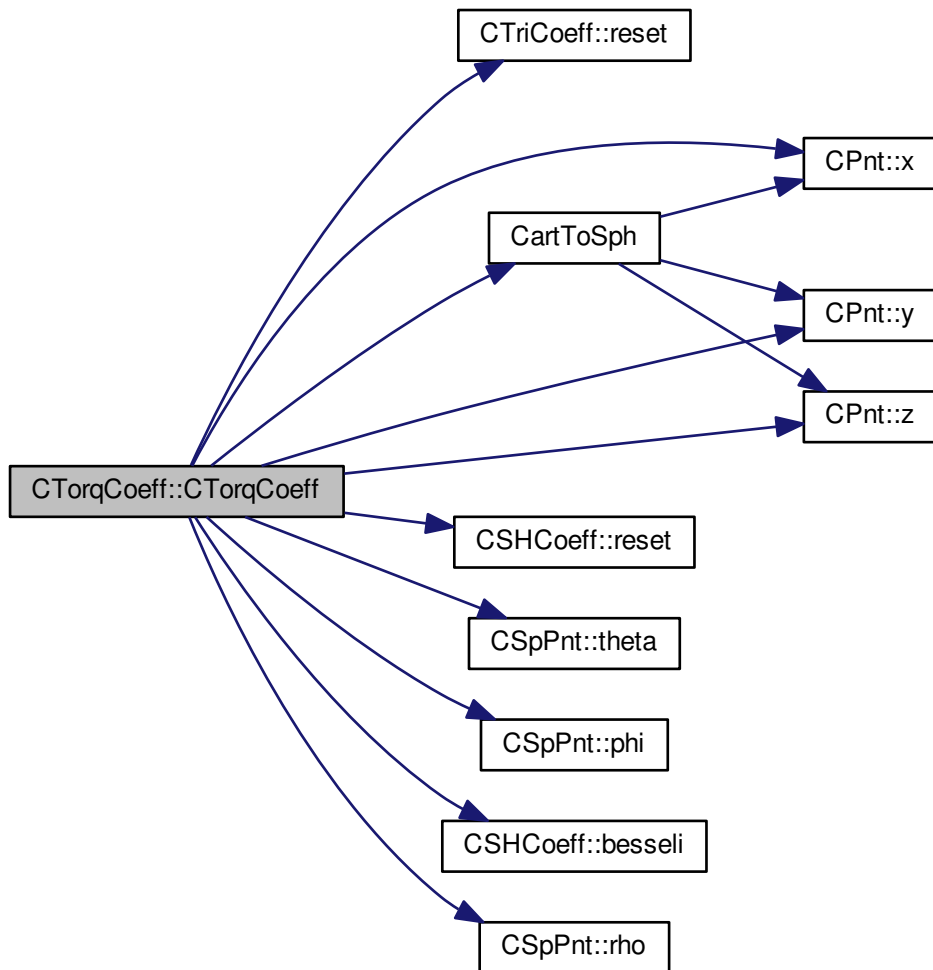 CTriCoeff::reset
CPnt::x
CartToSph
CPnt::y
CPnt::z
CTorqCoeff::CTorqCoeff
CSHCoeff::reset
CSpPnt::theta
CSpPnt::phi
CSHCoeff::besseli
CSpPnt::rho